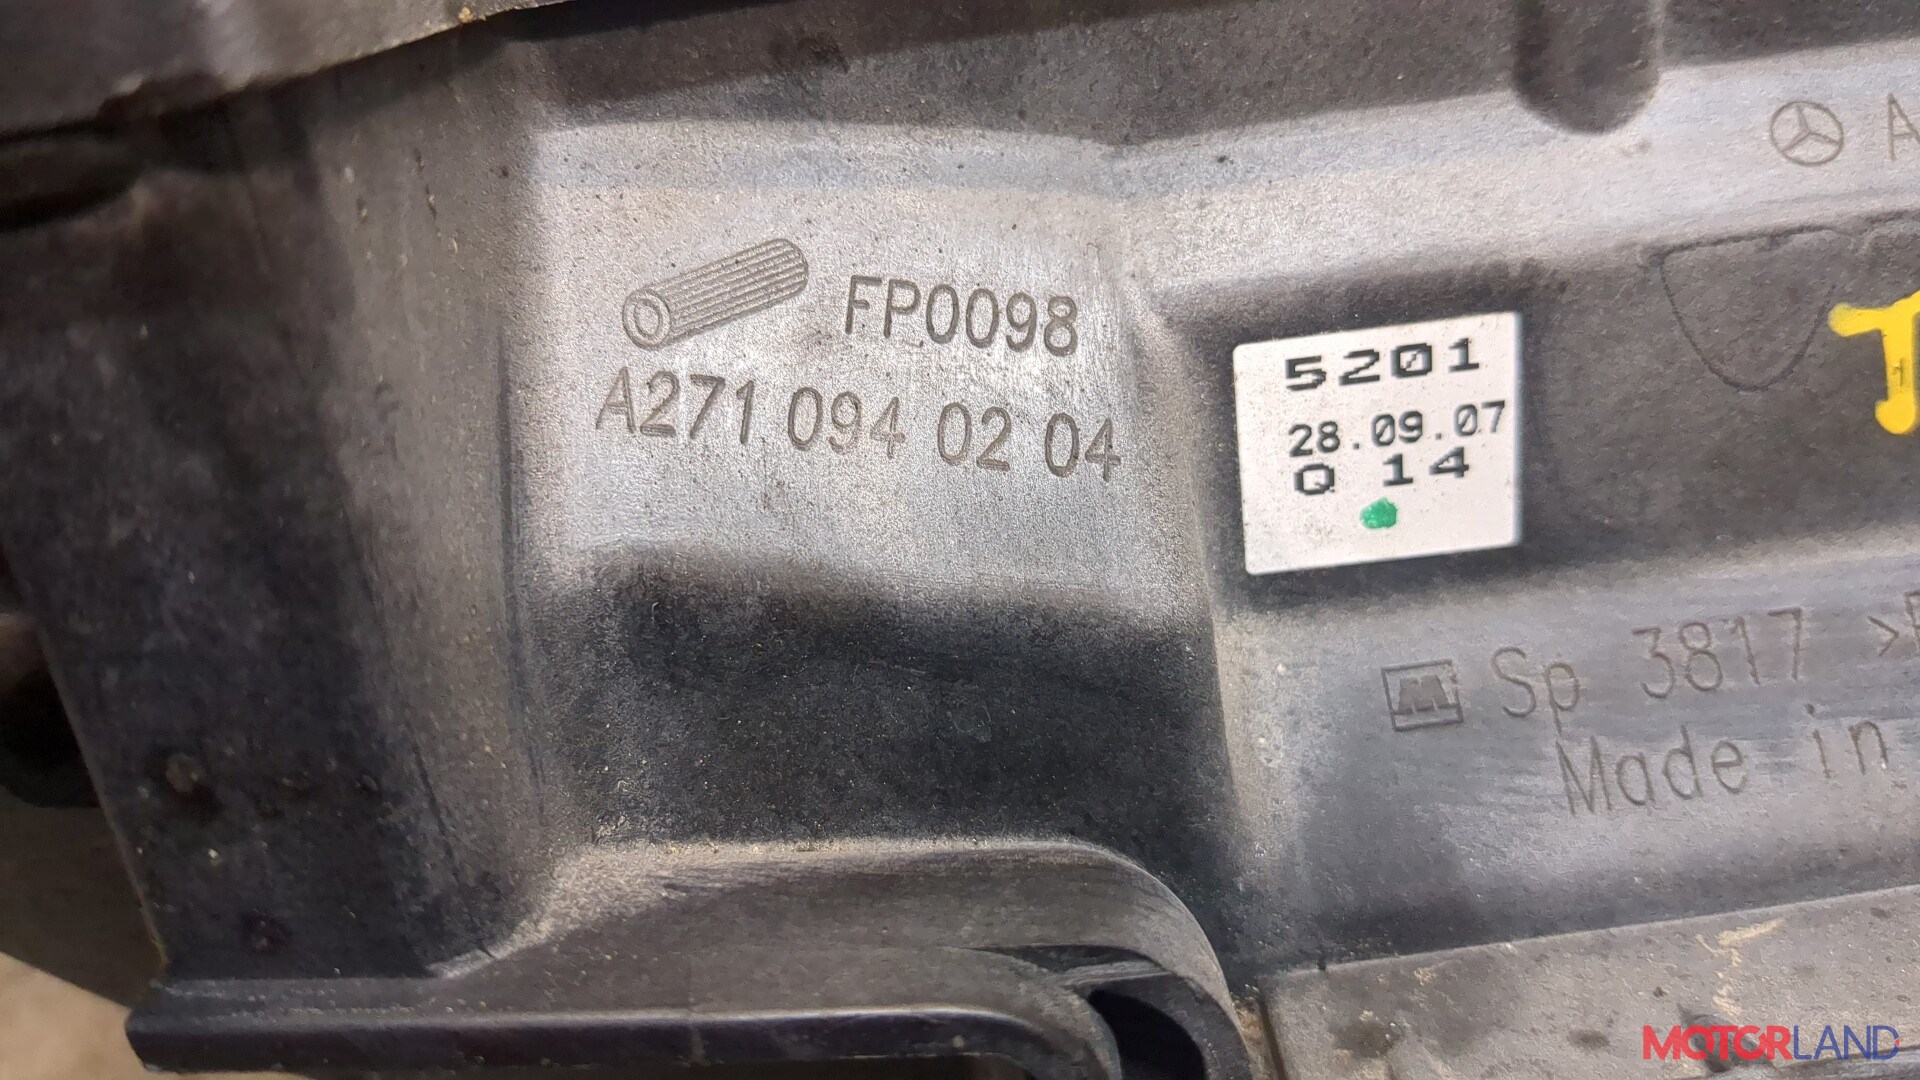 A
FP0098
A271 094 02 04
5201
28.09.07
Q 14
T
M Sp 3817 >
Made in
MOTORLAND